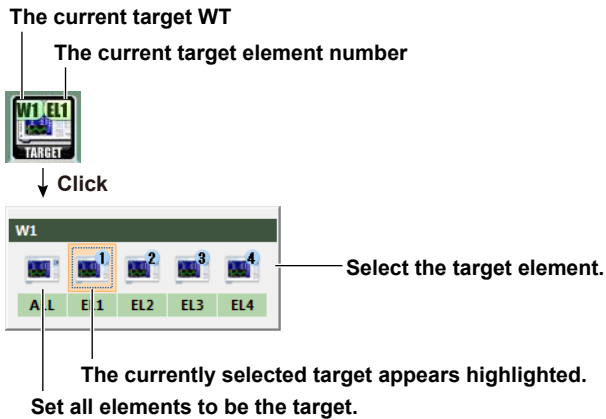 The current target WT
The current target element number
W1 EL1
TARGET
Click
W1
1 2 3 4
Select the target element.
ALL EL1 EL2 EL3 EL4
The currently selected target appears highlighted.
Set all elements to be the target.